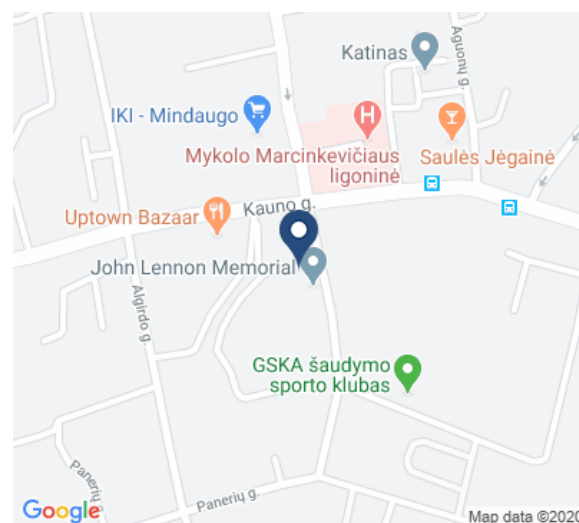 Katinas
Aguonų g.
IKI - Mindaugo
H
Mykolo Marcinkevičiaus
ligoninė
Saulės Jėgainė
Kauno g.
Uptown Bazaar
John Lennon Memorial
Algirdo g.
GSKA šaudymo
sporto klubas
Panerių g.
Panerių g.
Google
Map data ©2020